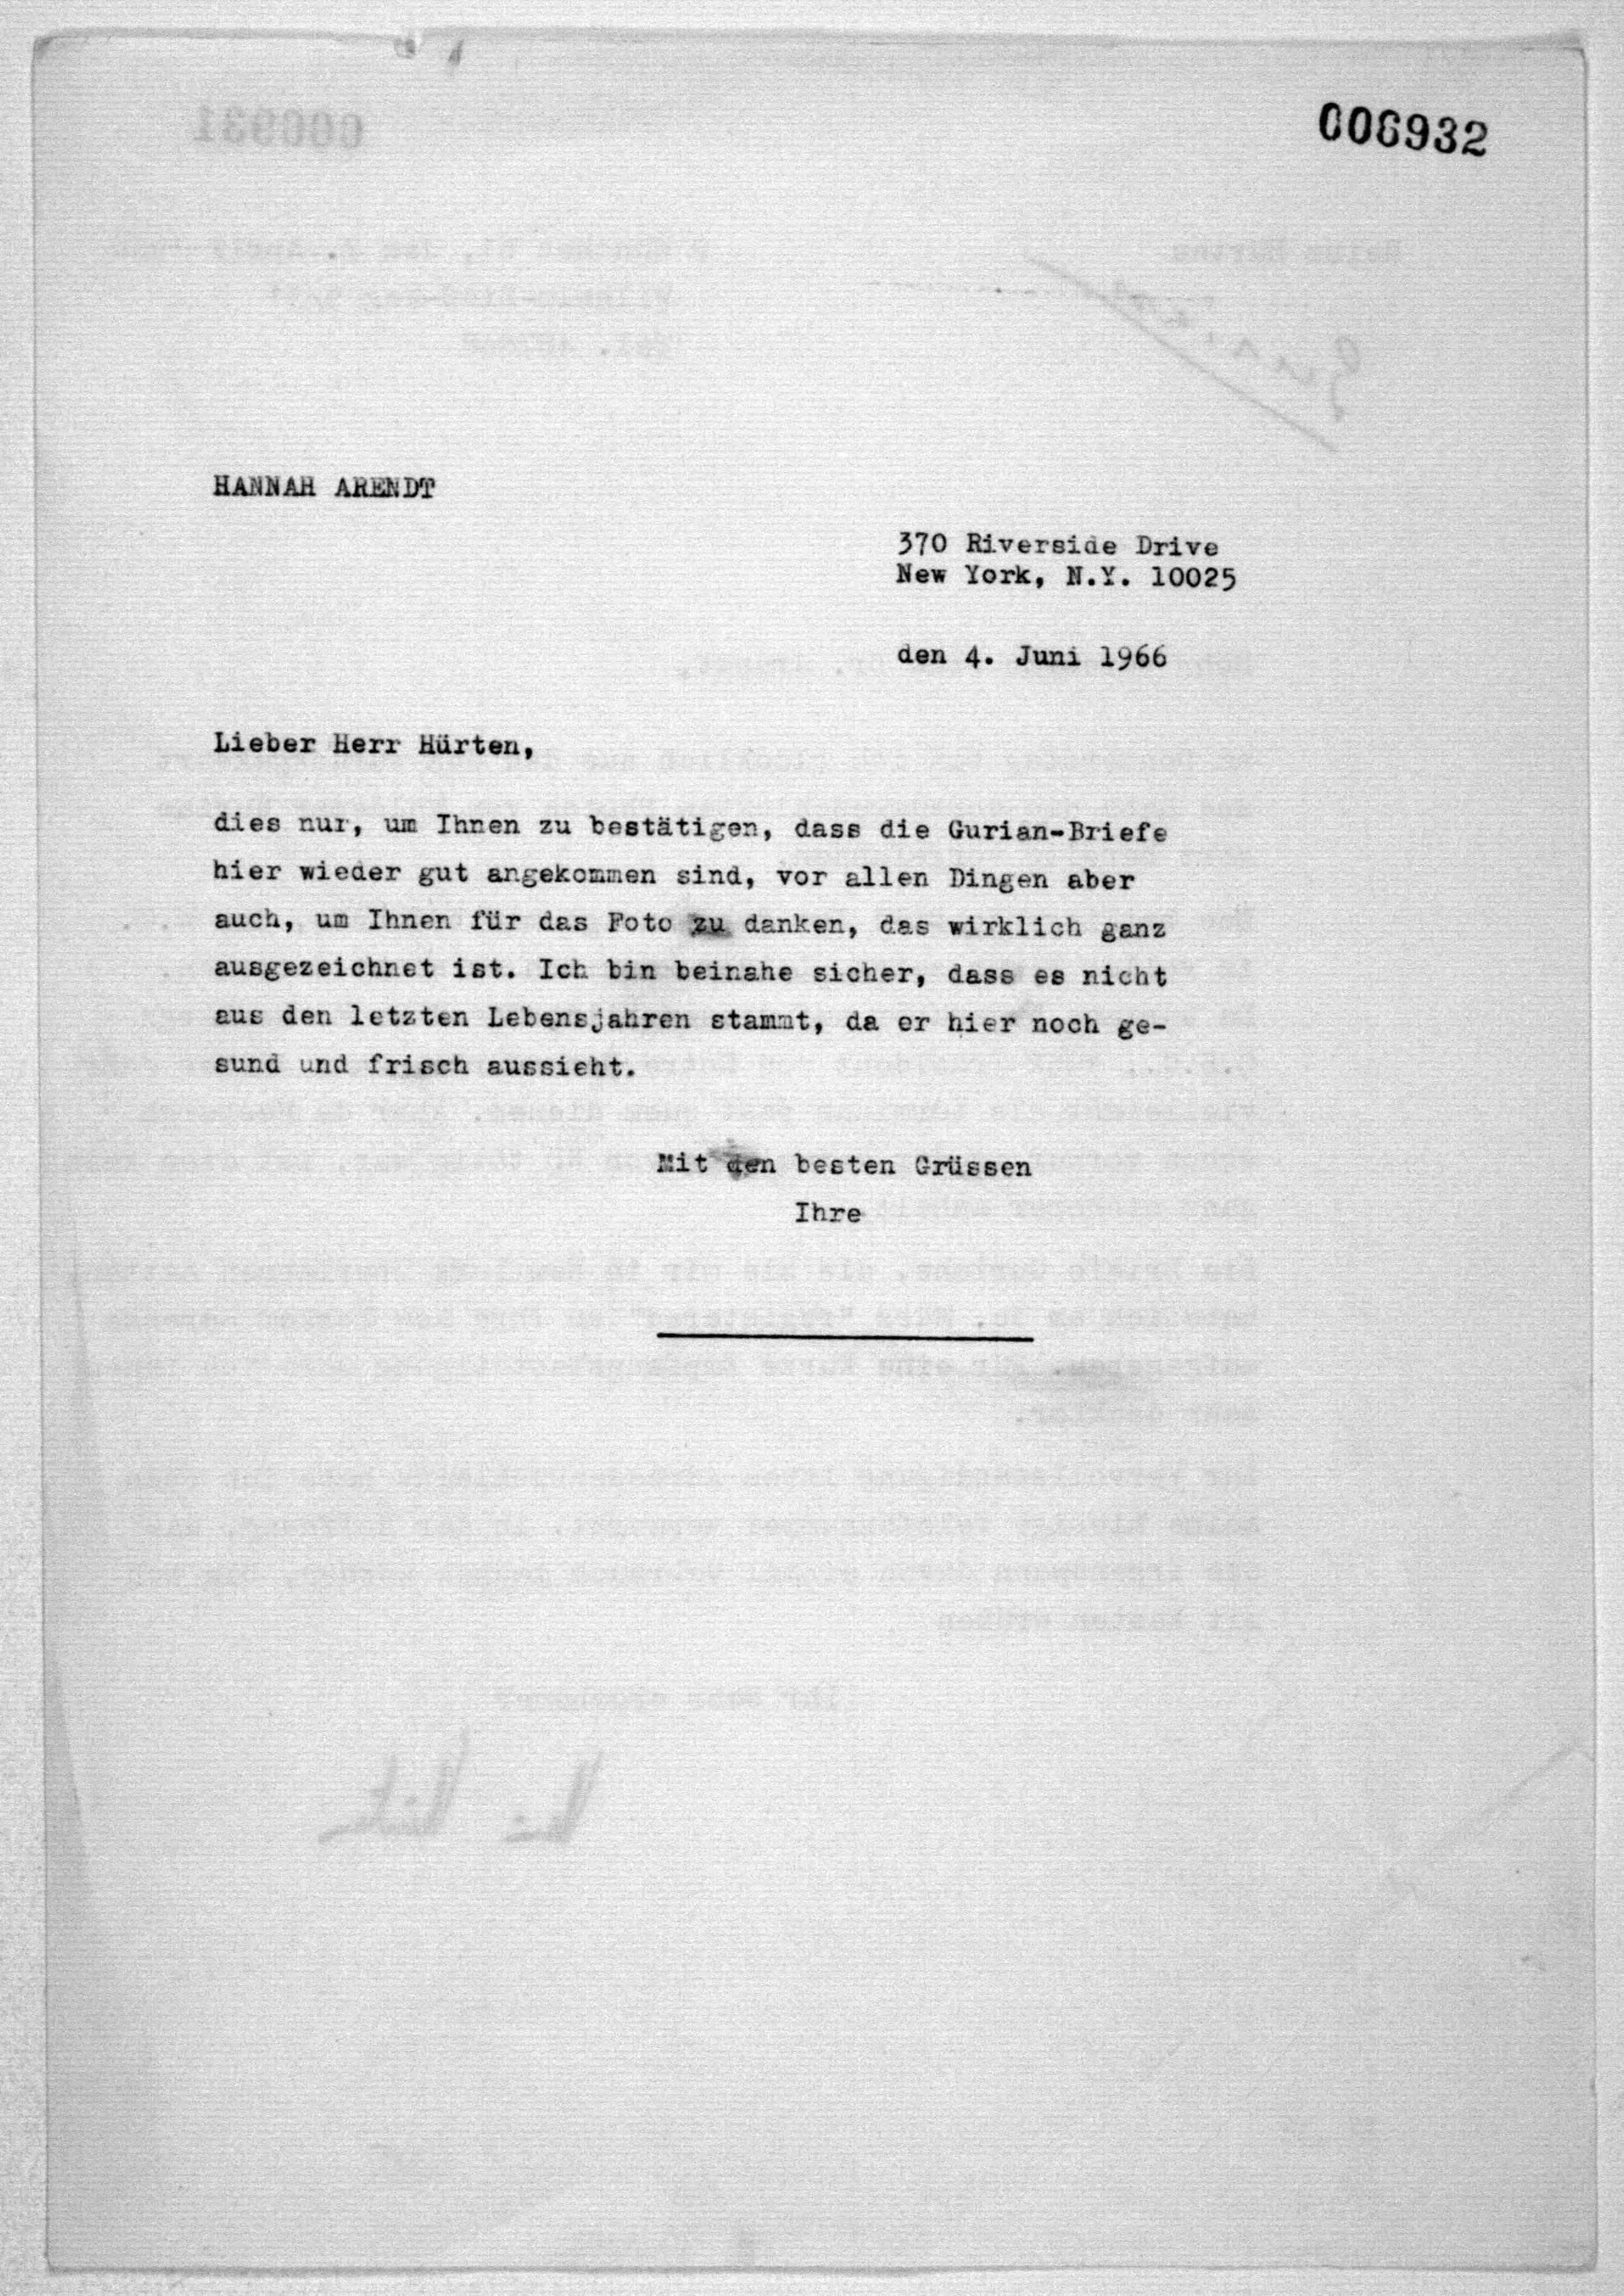 006932
HANNAH ARENDT
370 Riverside Drive
New York, N.Y. 10025
den 4. Juni 1966
Lieber Herr Hürten,
dies nur, um Ihnen zu bestätigen, dass die Gurian-Briefe
hier wieder gut angekommen sind, vor allen Dingen aber
auch, um Ihnen für das Foto zu danken, das wirklich ganz
ausgezeichnet ist. Ich bin beinahe sicher, dass es nicht
aus den letzten Lebensjahren stammt, da er hier noch ge-
sund und frisch aussieht.
Mit den besten Grüssen
Ihre